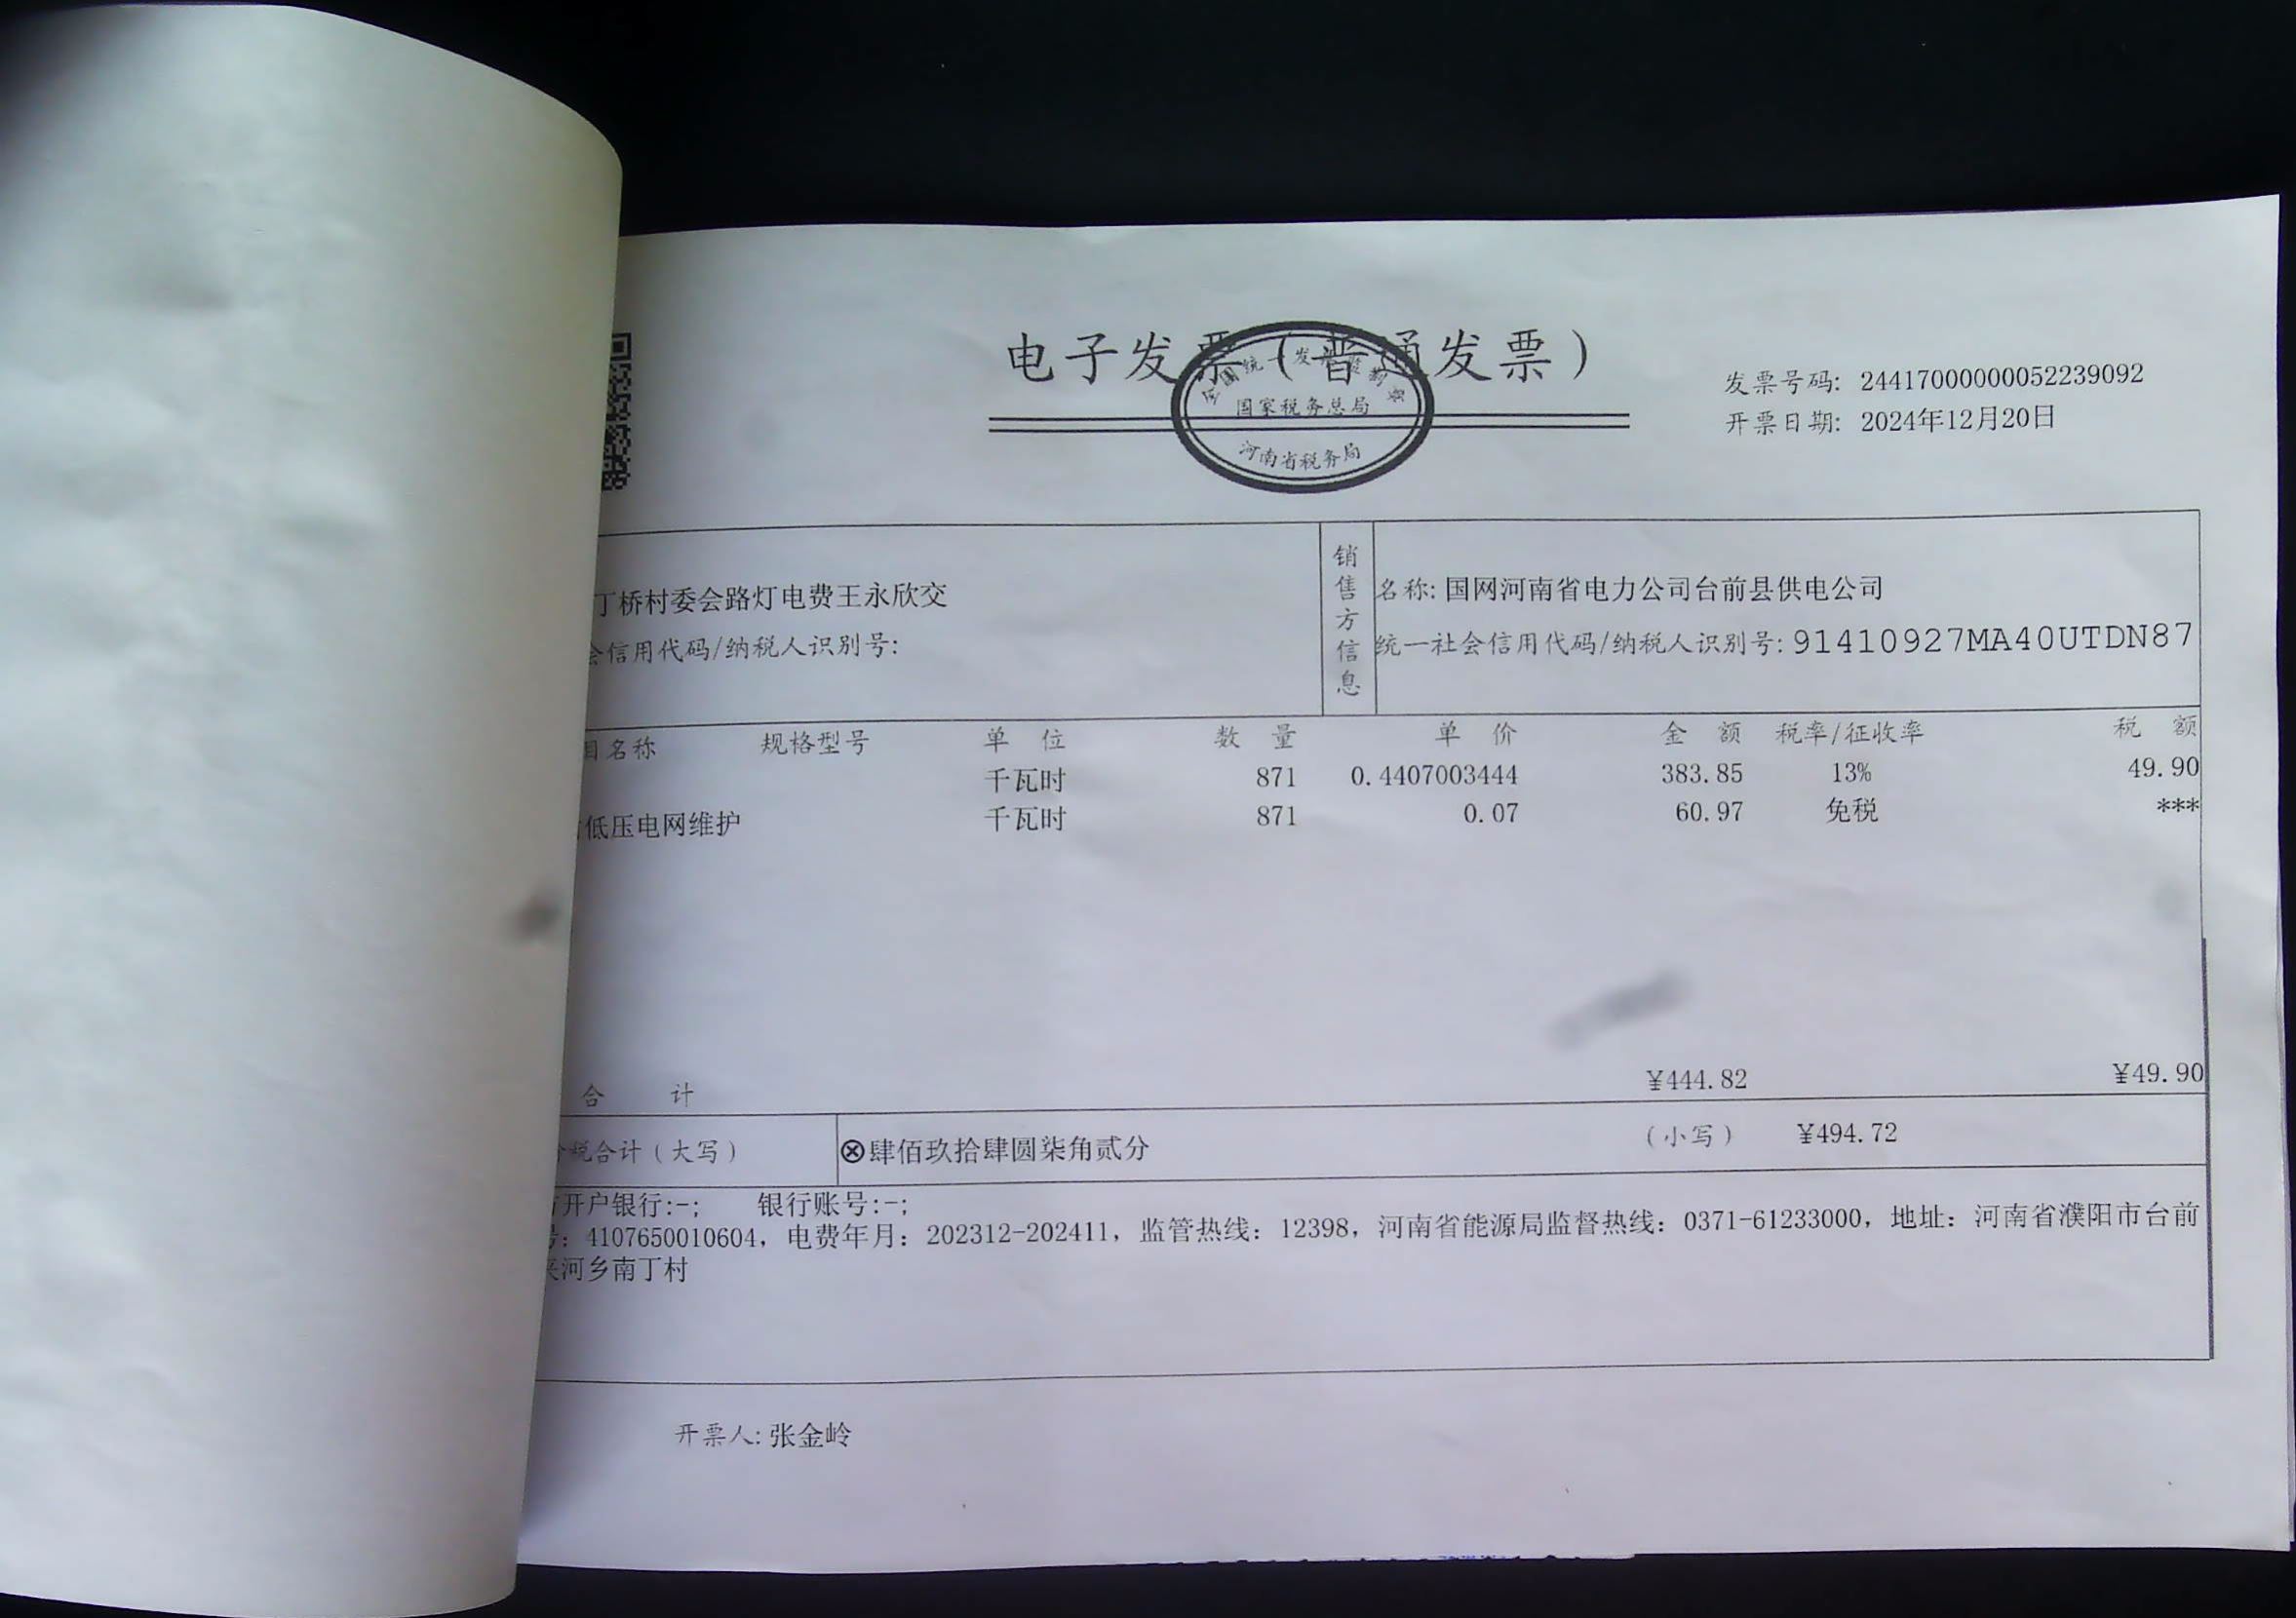 电子发票（普通发票）
全国统一发票监制章
国家税务总局
河南省税务局
发票号码: 24417000000052239092
开票日期: 2024年12月20日
丁桥村委会路灯电费王永欣交
会信用代码/纳税人识别号:
销售方信息
名称: 国网河南省电力公司台前县供电公司
统一社会信用代码/纳税人识别号: 91410927MA40UTDN87
目名称 规格型号 单 位 数 量 单 价 金 额 税率/征收率 税 额
千瓦时 871 0.4407003444 383.85 13% 49.90
低压电网维护 千瓦时 871 0.07 60.97 免税 ***
合 计 ¥444.82 ¥49.90
税合计（大写） ⊗肆佰玖拾肆圆柒角贰分 （小写） ¥494.72
开户银行:-; 银行账号:-;
号: 4107650010604, 电费年月: 202312-202411, 监管热线: 12398, 河南省能源局监督热线: 0371-61233000, 地址: 河南省濮阳市台前
夹河乡南丁村
开票人: 张金岭